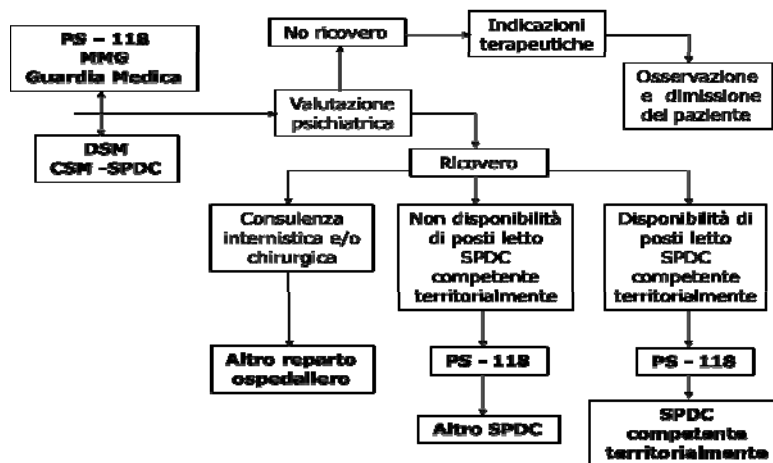 PS - 118
MMG
Guardia Medica
DSM
CSM -SPDC
Valutazione
psichiatrica
No ricovero
Indicazioni
terapeutiche
Osservazione
e dimissione
del paziente
Ricovero
Consulenza
internistica e/o
chirurgica
Altro reparto
ospedaliero
Non disponibilità
di posti letto
SPDC
competente
territorialmente
PS - 118
Altro SPDC
Disponibilità di
posti letto
SPDC
competente
territorialmente
PS - 118
SPDC
competente
territorialmente